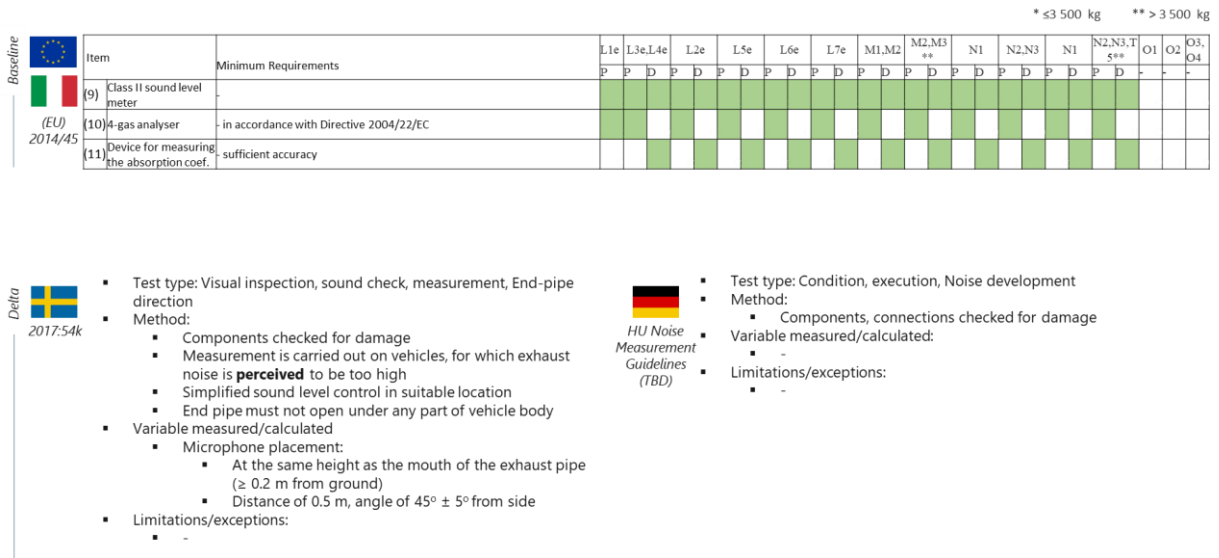 * ≤3 500 kg ** > 3 500 kg
Baseline
(EU)
2014/45
Item Minimum Requirements L1e L3e,L4e L2e L5e L6e L7e M1,M2 M2,M3 ** N1 N2,N3 N1 N2,N3,T 5** O1 O2 O3, O4
P P D P D P D P D P D P D P D P D P D P D P D - - -
(9) Class II sound level meter -
(10) 4-gas analyser - in accordance with Directive 2004/22/EC
(11) Device for measuring the absorption coef. - sufficient accuracy
Delta
2017:54k
▪ Test type: Visual inspection, sound check, measurement, End-pipe
direction
▪ Method:
▪ Components checked for damage
▪ Measurement is carried out on vehicles, for which exhaust
noise is perceived to be too high
▪ Simplified sound level control in suitable location
▪ End pipe must not open under any part of vehicle body
▪ Variable measured/calculated
▪ Microphone placement:
▪ At the same height as the mouth of the exhaust pipe
(≥ 0.2 m from ground)
▪ Distance of 0.5 m, angle of 45° ± 5° from side
▪ Limitations/exceptions:
▪ -
HU Noise
Measurement
Guidelines
(TBD)
▪ Test type: Condition, execution, Noise development
▪ Method:
▪ Components, connections checked for damage
▪ Variable measured/calculated:
▪ -
▪ Limitations/exceptions:
▪ -